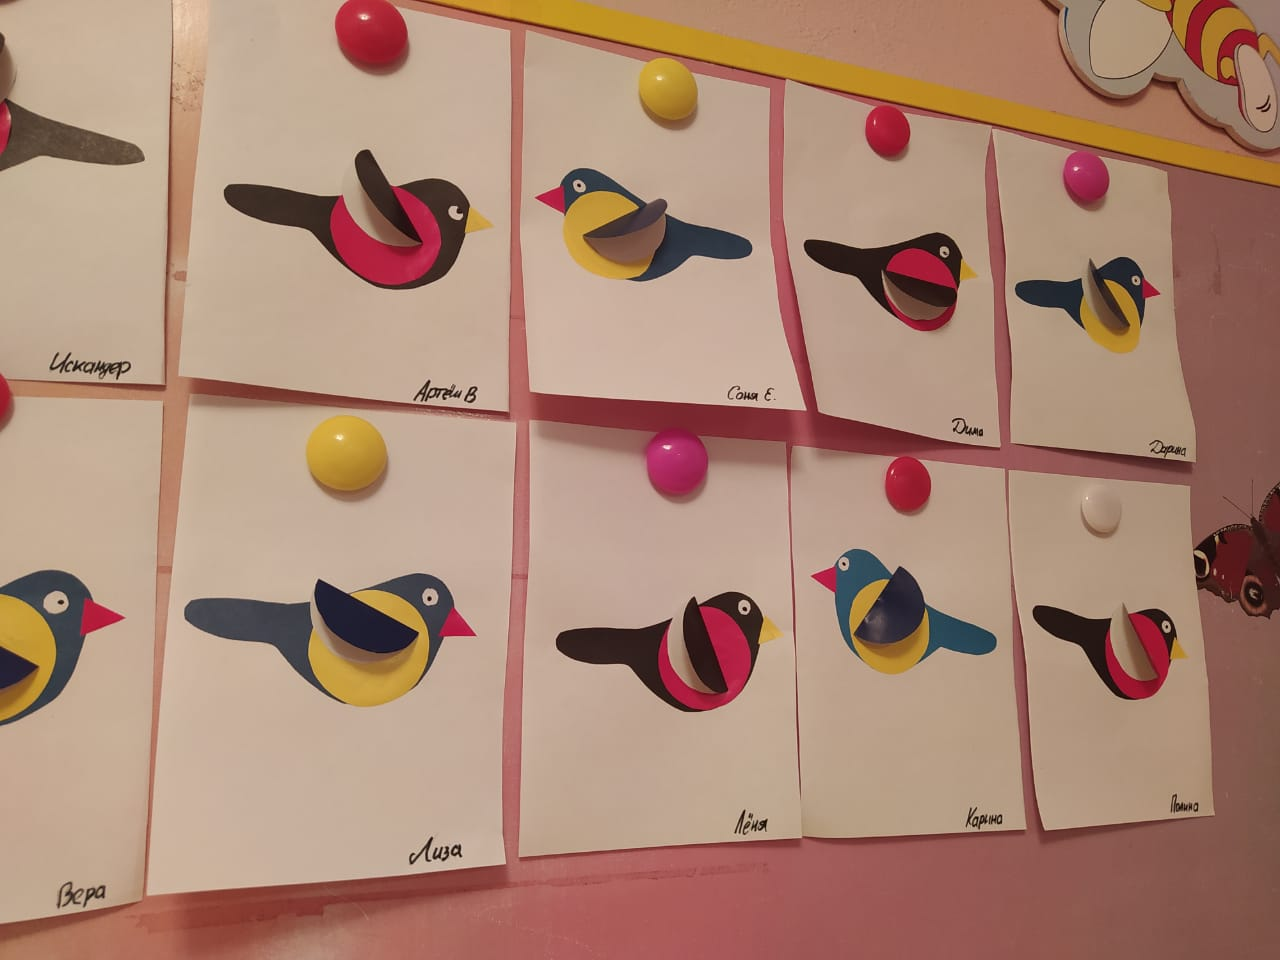 Искандер
Артём В
Соня Е.
Дима
Дарина
Вера
Лиза
Лёня
Карина
Полина